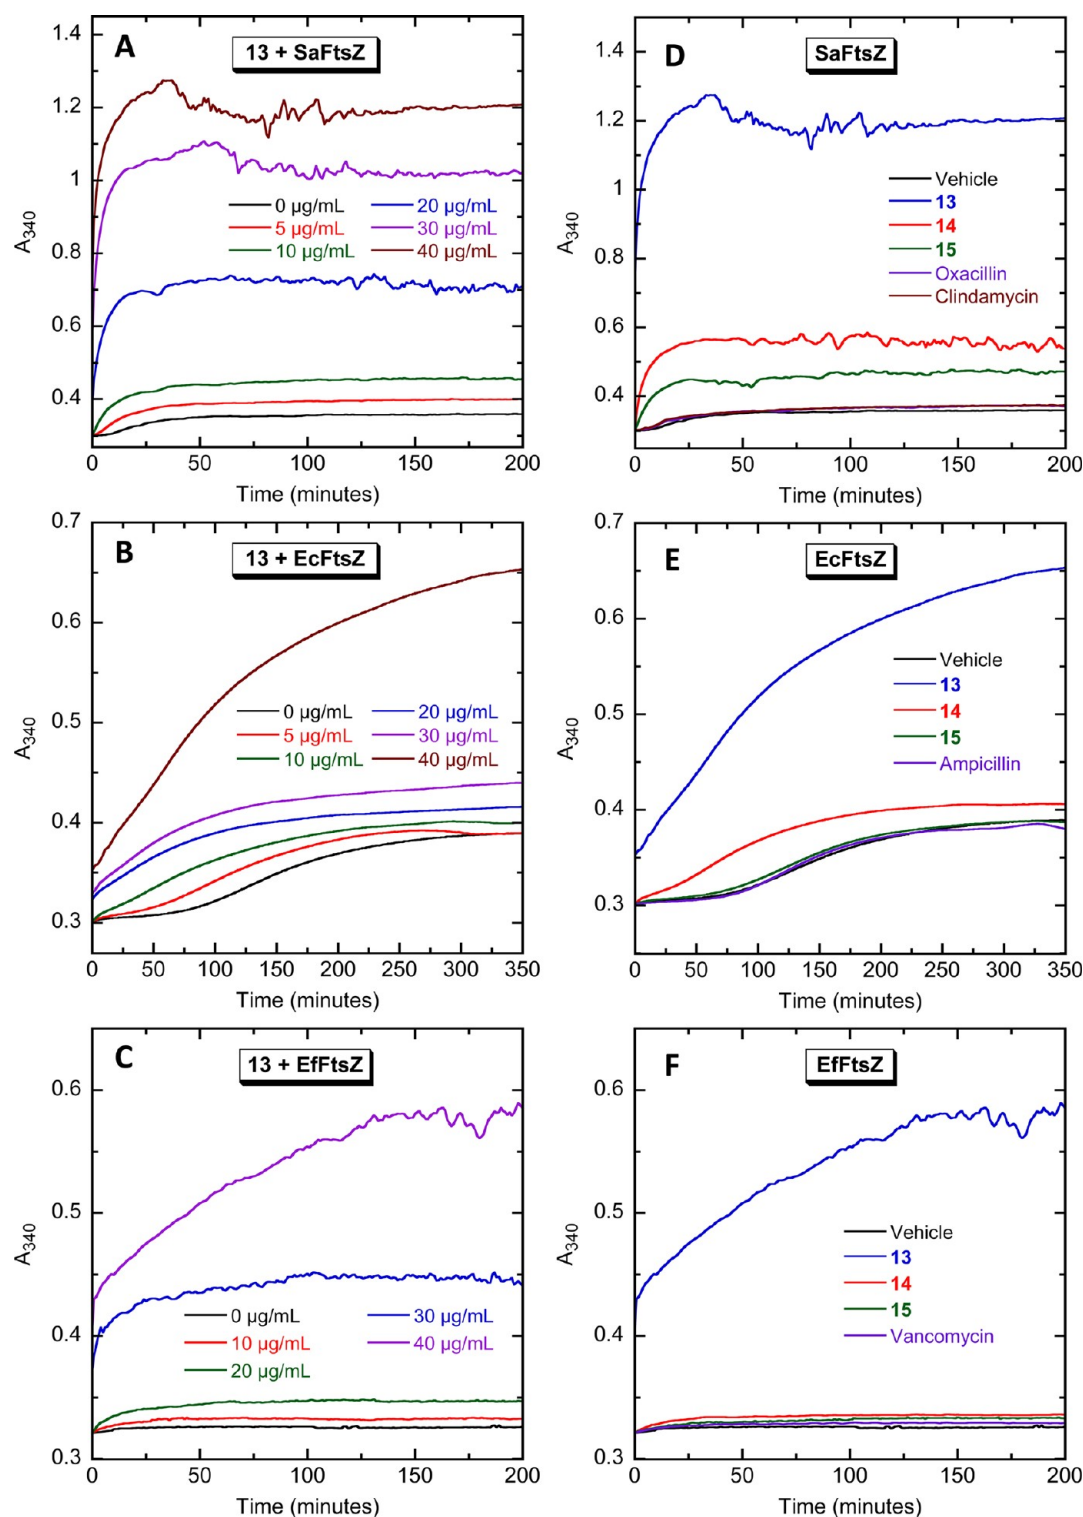 A
13 + SaFtsZ
1.4
1.2
1
0.8
0.6
0.4
A340
0 µg/mL
20 µg/mL
5 µg/mL
30 µg/mL
10 µg/mL
40 µg/mL
0
50
100
150
200
Time (minutes)
D
SaFtsZ
1.4
1.2
1
0.8
0.6
0.4
A340
Vehicle
13
14
15
Oxacillin
Clindamycin
0
50
100
150
200
Time (minutes)
B
13 + EcFtsZ
0.7
0.6
0.5
0.4
0.3
A340
0 µg/mL
20 µg/mL
5 µg/mL
30 µg/mL
10 µg/mL
40 µg/mL
0
50
100
150
200
250
300
350
Time (minutes)
E
EcFtsZ
0.7
0.6
0.5
0.4
0.3
A340
Vehicle
13
14
15
Ampicillin
0
50
100
150
200
250
300
350
Time (minutes)
C
13 + EfFtsZ
0.6
0.5
0.4
0.3
A340
0 µg/mL
30 µg/mL
10 µg/mL
40 µg/mL
20 µg/mL
0
50
100
150
200
Time (minutes)
F
EfFtsZ
0.6
0.5
0.4
0.3
A340
Vehicle
13
14
15
Vancomycin
0
50
100
150
200
Time (minutes)